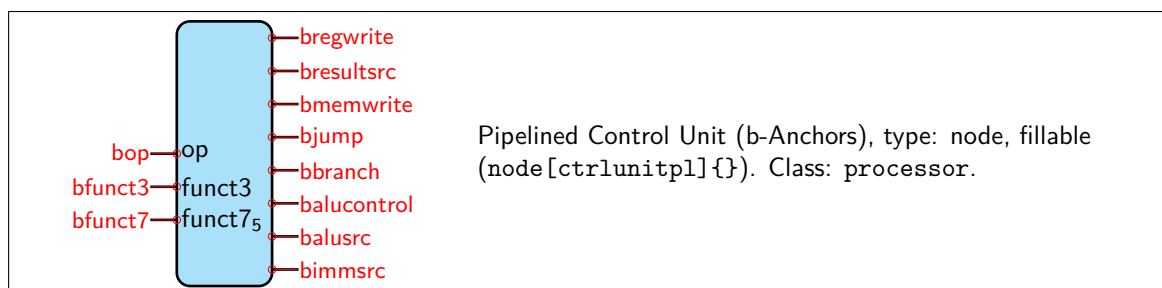 bregwrite
bresultsrc
bmemwrite
bjump
bbranch
balucontrol
balusrc
bimmsrc
bop
bfunct3
bfunct7
op
funct3
funct7₅
Pipelined Control Unit (b-Anchors), type: node, fillable
(node[ctrlunitpl]{}). Class: processor.